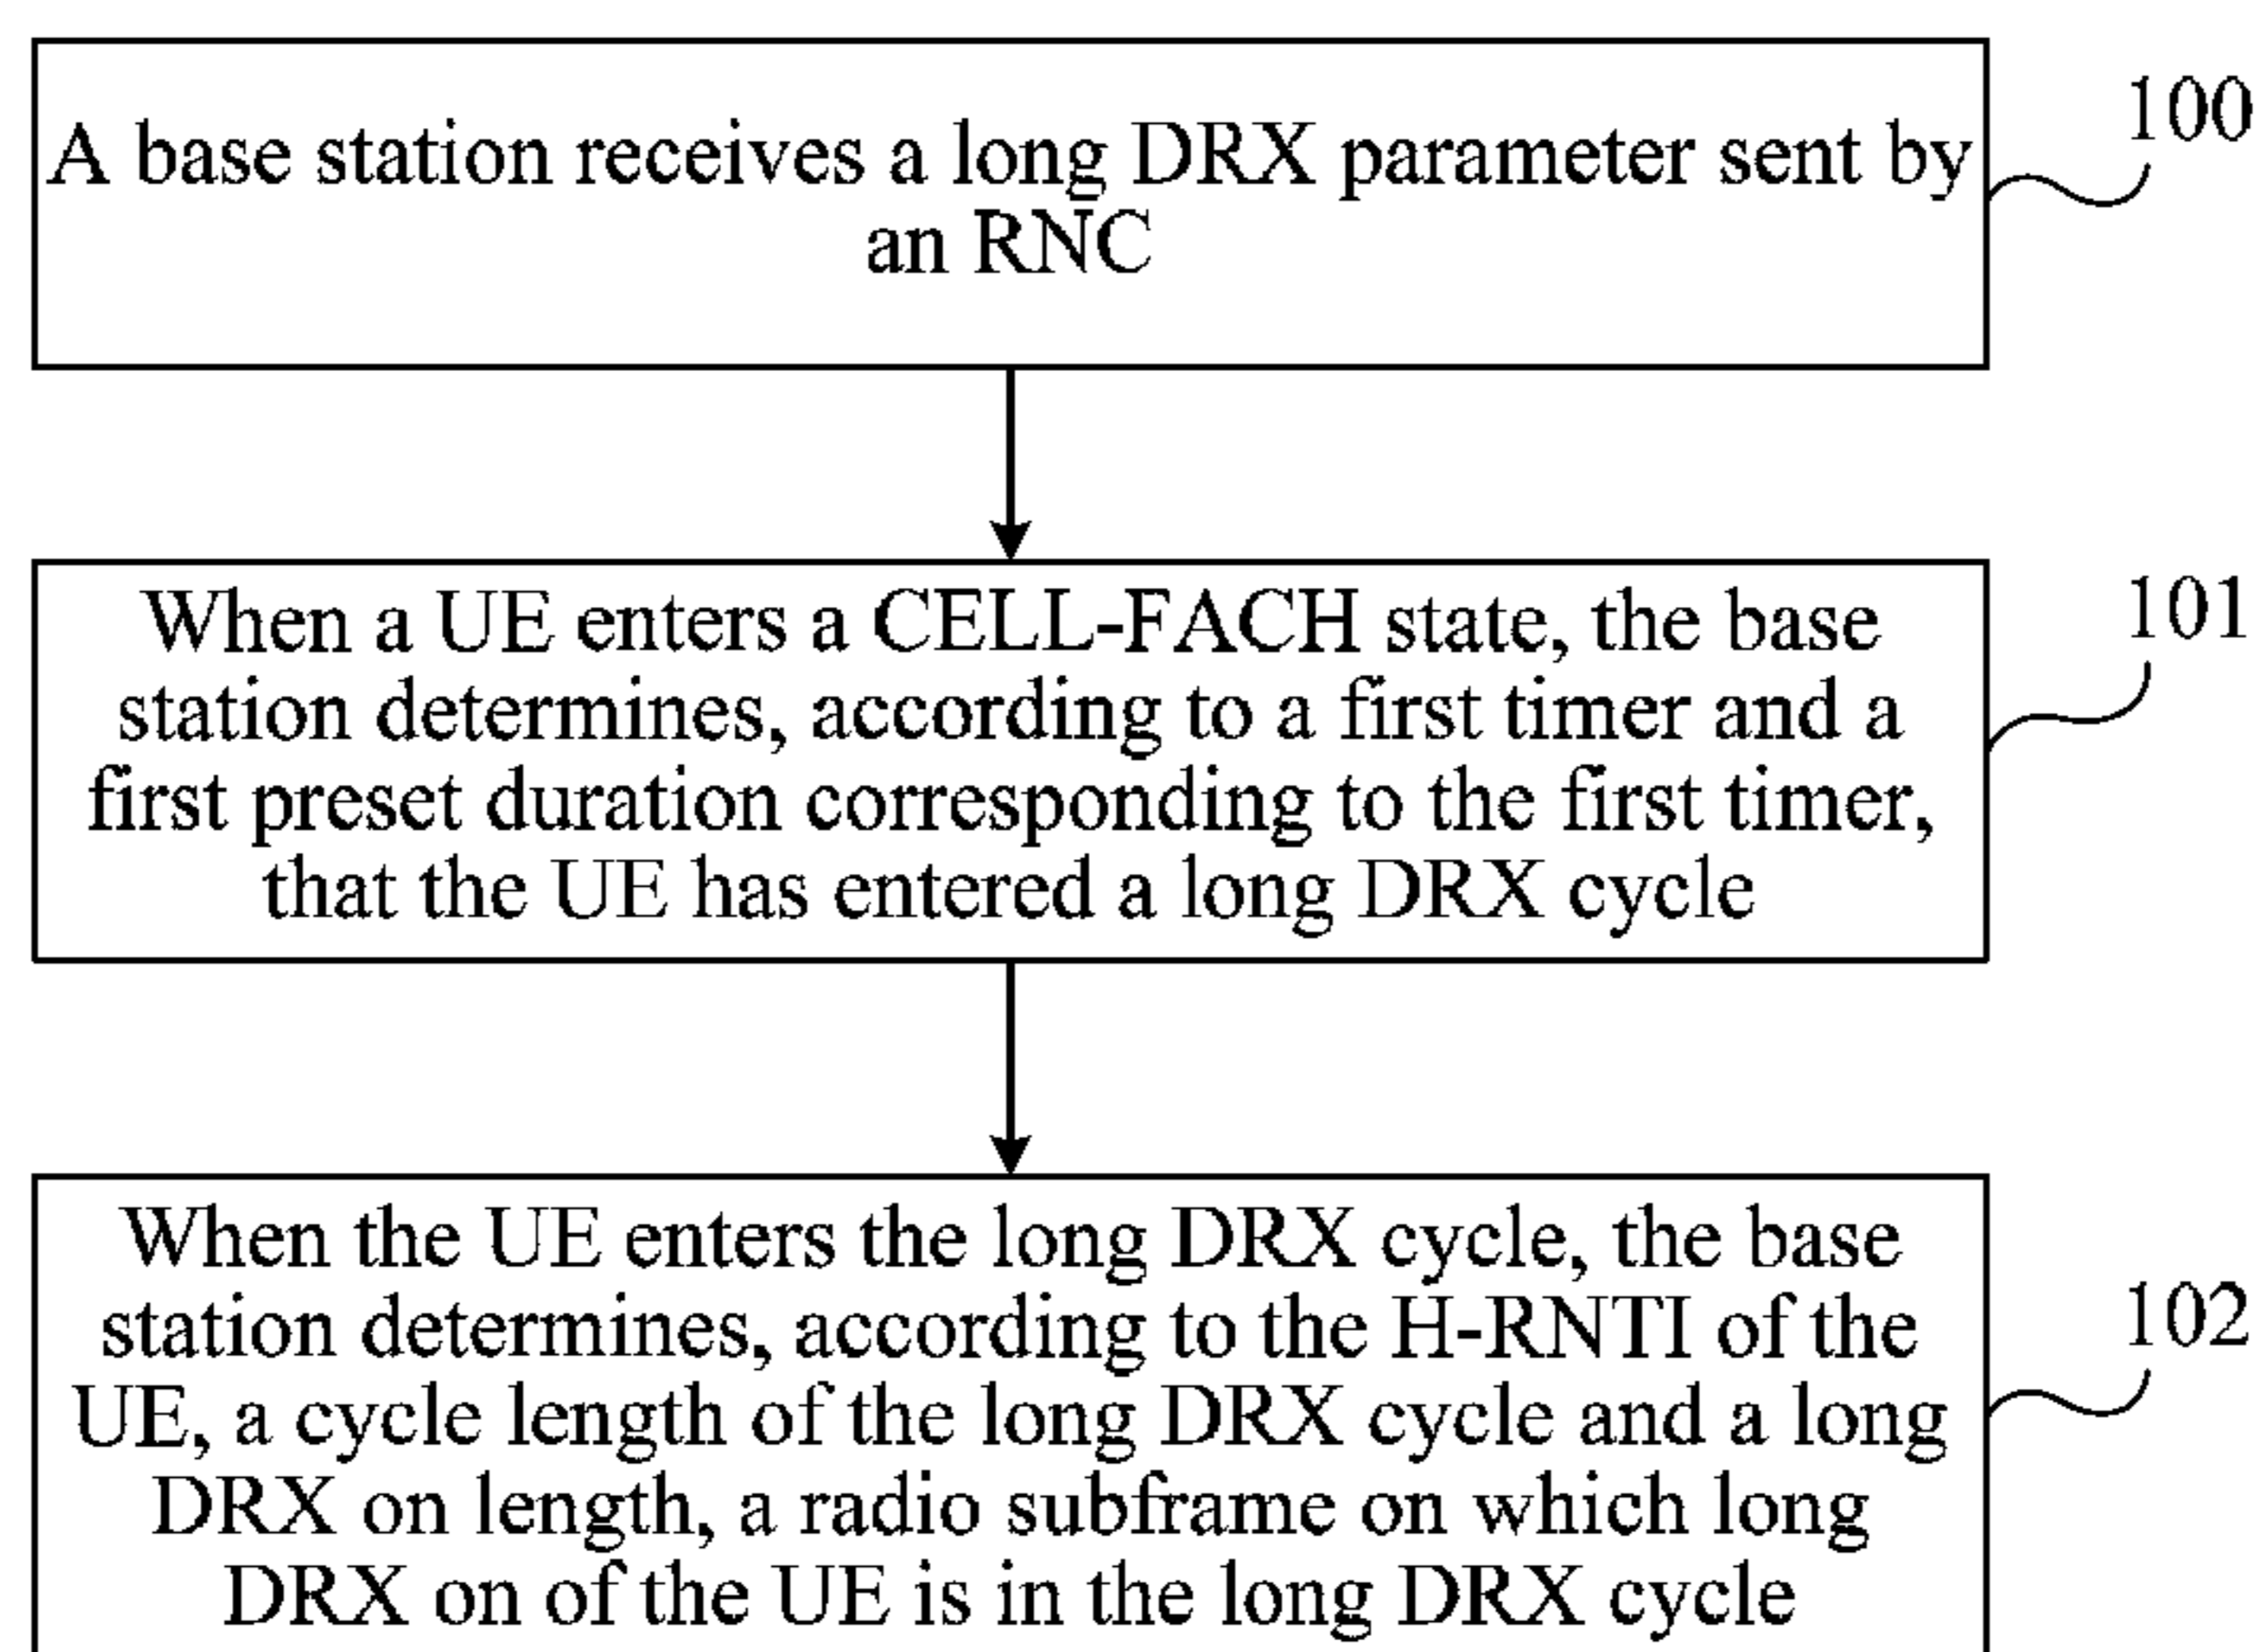 A base station receives a long DRX parameter sent by
an RNC
100
When a UE enters a CELL-FACH state, the base
station determines, according to a first timer and a
first preset duration corresponding to the first timer,
that the UE has entered a long DRX cycle
101
When the UE enters the long DRX cycle, the base
station determines, according to the H-RNTI of the
UE, a cycle length of the long DRX cycle and a long
DRX on length, a radio subframe on which long
DRX on of the UE is in the long DRX cycle
102